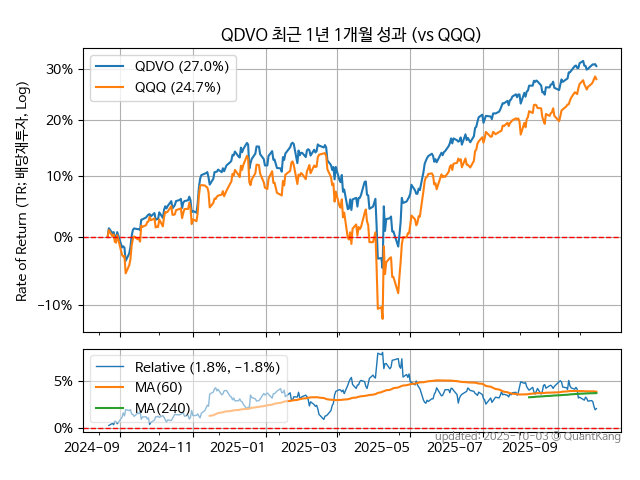 QDVO 최근 1년 1개월 성과 (vs QQQ)
Rate of Return (TR: 배당재투자, Log)
30%
20%
10%
0%
−10%
QDVO (27.0%)
QQQ (24.7%)
5%
0%
Relative (1.8%, −1.8%)
MA(60)
MA(240)
2024−09 2024−11 2025−01 2025−03 2025−05 2025−07 2025−09
updated: 2025-10-03 © QuantKang